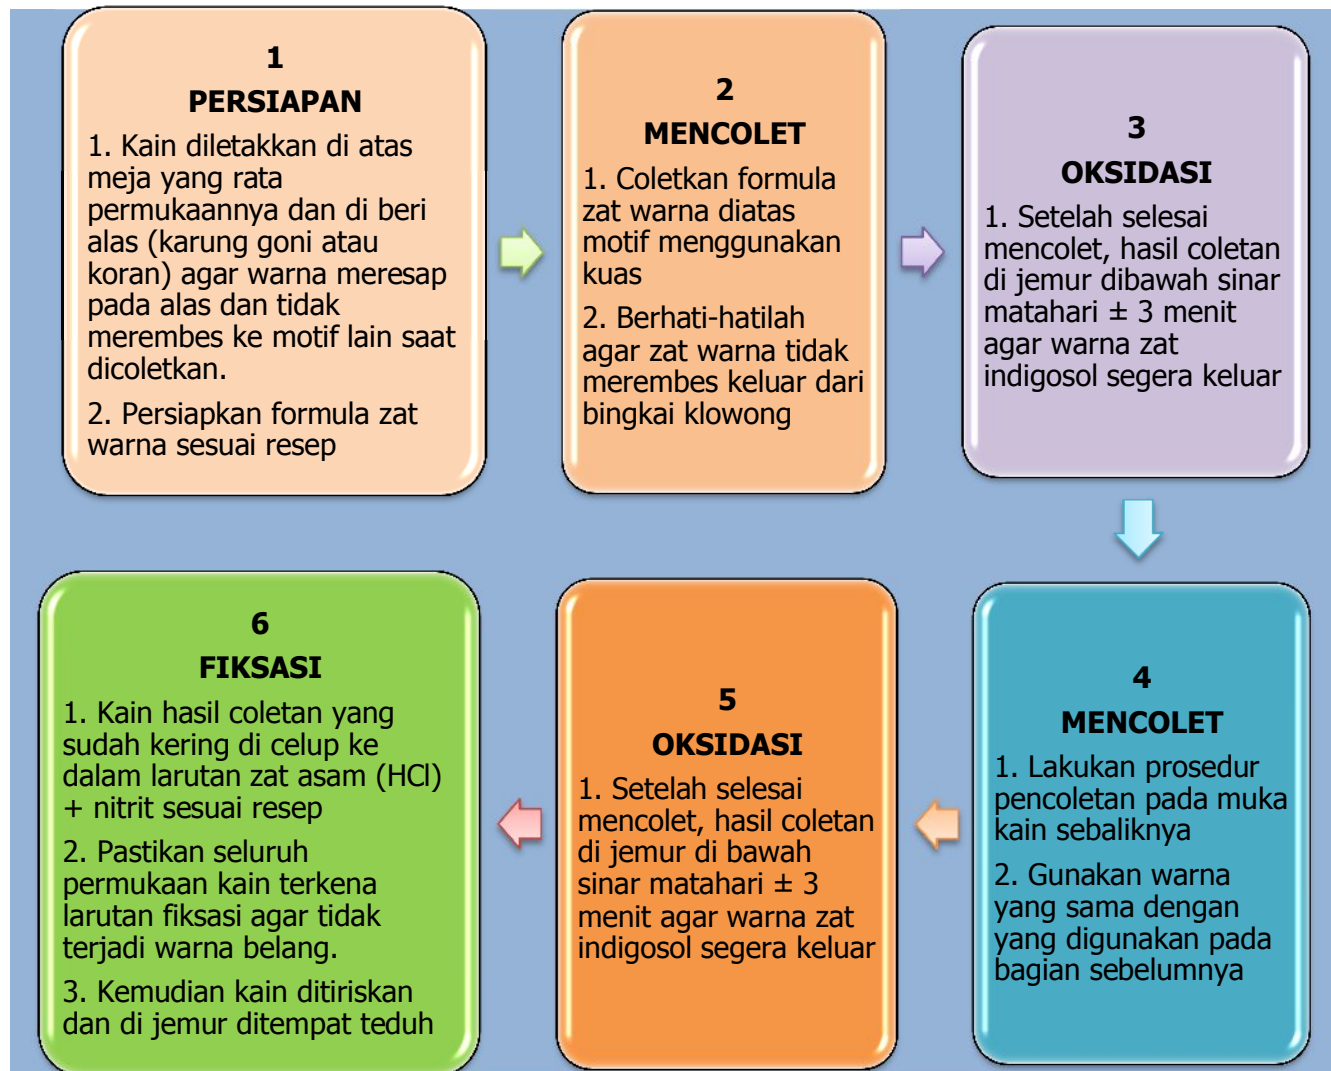 1
PERSIAPAN
1. Kain diletakkan di atas
meja yang rata
permukaannya dan di beri
alas (karung goni atau
koran) agar warna meresap
pada alas dan tidak
merembes ke motif lain saat
dicoletkan.
2. Persiapkan formula zat
warna sesuai resep
2
MENCOLET
1. Coletkan formula
zat warna diatas
motif menggunakan
kuas
2. Berhati-hatilah
agar zat warna tidak
merembes keluar dari
bingkai klowong
3
OKSIDASI
1. Setelah selesai
mencolet, hasil coletan
di jemur dibawah sinar
matahari ± 3 menit
agar warna zat
indigosol segera keluar
4
MENCOLET
1. Lakukan prosedur
pencoletan pada muka
kain sebaliknya
2. Gunakan warna
yang sama dengan
yang digunakan pada
bagian sebelumnya
5
OKSIDASI
1. Setelah selesai
mencolet, hasil coletan
di jemur di bawah
sinar matahari ± 3
menit agar warna zat
indigosol segera keluar
6
FIKSASI
1. Kain hasil coletan yang
sudah kering di celup ke
dalam larutan zat asam (HCl)
+ nitrit sesuai resep
2. Pastikan seluruh
permukaan kain terkena
larutan fiksasi agar tidak
terjadi warna belang.
3. Kemudian kain ditiriskan
dan di jemur ditempat teduh